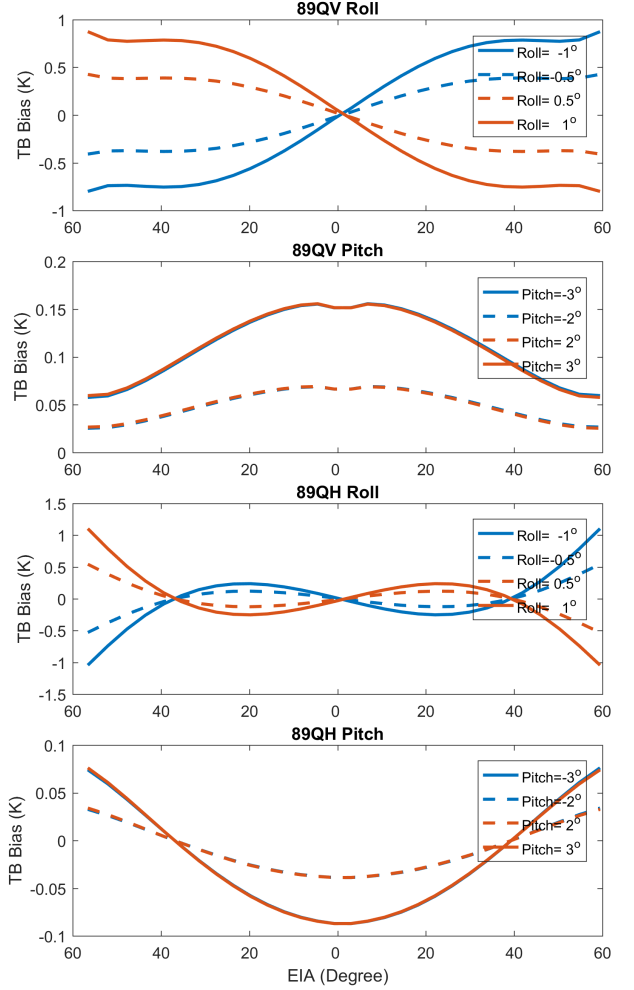 89QV Roll
TB Bias (K)
1
0.5
0
-0.5
-1
60 40 20 0 20 40 60
Roll= -1°
Roll=-0.5°
Roll= 0.5°
Roll= 1°
89QV Pitch
TB Bias (K)
0.2
0.15
0.1
0.05
0
60 40 20 0 20 40 60
Pitch=-3°
Pitch=-2°
Pitch= 2°
Pitch= 3°
89QH Roll
TB Bias (K)
1.5
1
0.5
0
-0.5
-1
-1.5
60 40 20 0 20 40 60
Roll= -1°
Roll=-0.5°
Roll= 0.5°
Roll= 1°
89QH Pitch
TB Bias (K)
0.1
0.05
0
-0.05
-0.1
60 40 20 0 20 40 60
Pitch=-3°
Pitch=-2°
Pitch= 2°
Pitch= 3°
EIA (Degree)